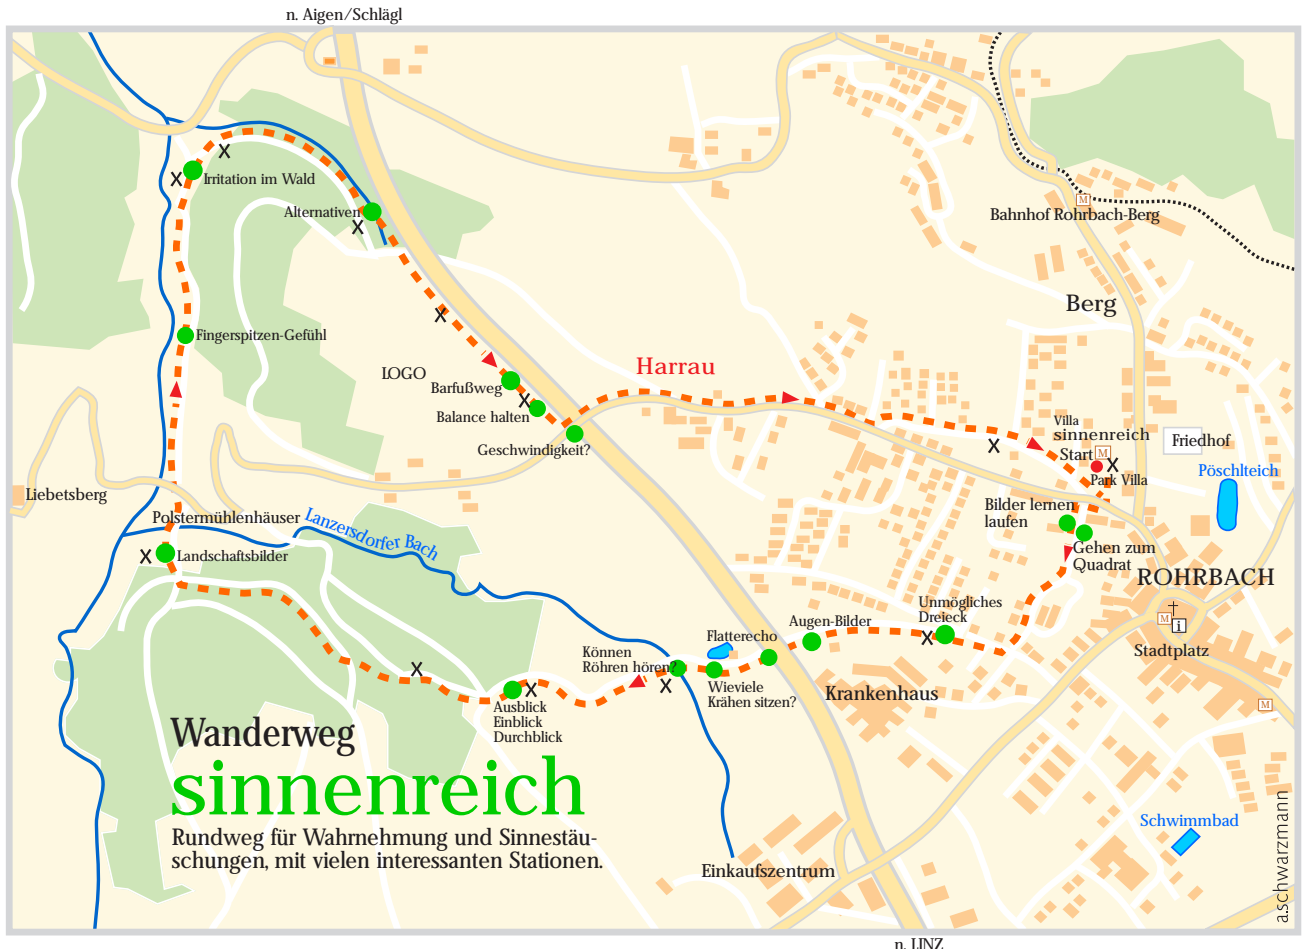 n. Aigen/Schlägl
Irritation im Wald
Alternativen
Bahnhof Rohrbach-Berg
M
Berg
Fingerspitzen-Gefühl
LOGO
Barfußweg
Balance halten
Geschwindigkeit?
Harrau
Villa
sinnenreich
Start
M
Park Villa
Friedhof
Pöschlteich
Liebetsberg
Polstermühlenhäuser
Lanzersdorfer Bach
Landschaftsbilder
Bilder lernen
laufen
Gehen zum
Quadrat
ROHRBACH
M
i
Stadtplatz
Unmögliches
Dreieck
Augen-Bilder
Flatterecho
Können
Röhren hören?
Wieviele
Krähen sitzen?
Krankenhaus
M
Ausblick
Einblick
Durchblick
Wanderweg
sinnenreich
Rundweg für Wahrnehmung und Sinnestäu-
schungen, mit vielen interessanten Stationen.
Einkaufszentrum
Schwimmbad
a.schwarzmann
n. LINZ
X
X
X
X
X
X
X
X
X
X
X
X